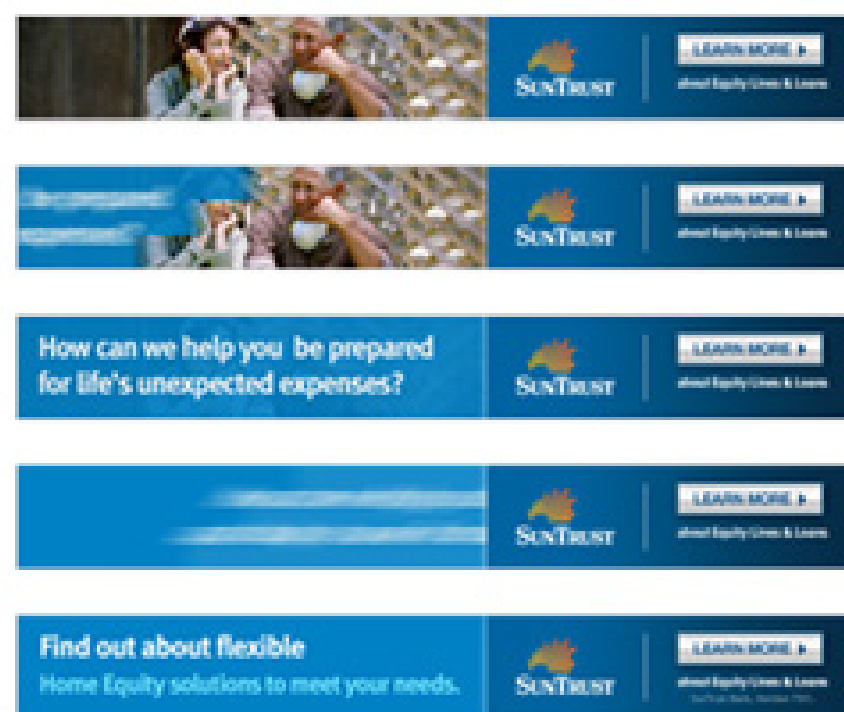 SUNTRUST
LEARN MORE
about Equity Lines & Loans
SUNTRUST
LEARN MORE
about Equity Lines & Loans
How can we help you be prepared
for life's unexpected expenses?
SUNTRUST
LEARN MORE
about Equity Lines & Loans
SUNTRUST
LEARN MORE
about Equity Lines & Loans
Find out about flexible
Home Equity solutions to meet your needs.
SUNTRUST
LEARN MORE
about Equity Lines & Loans